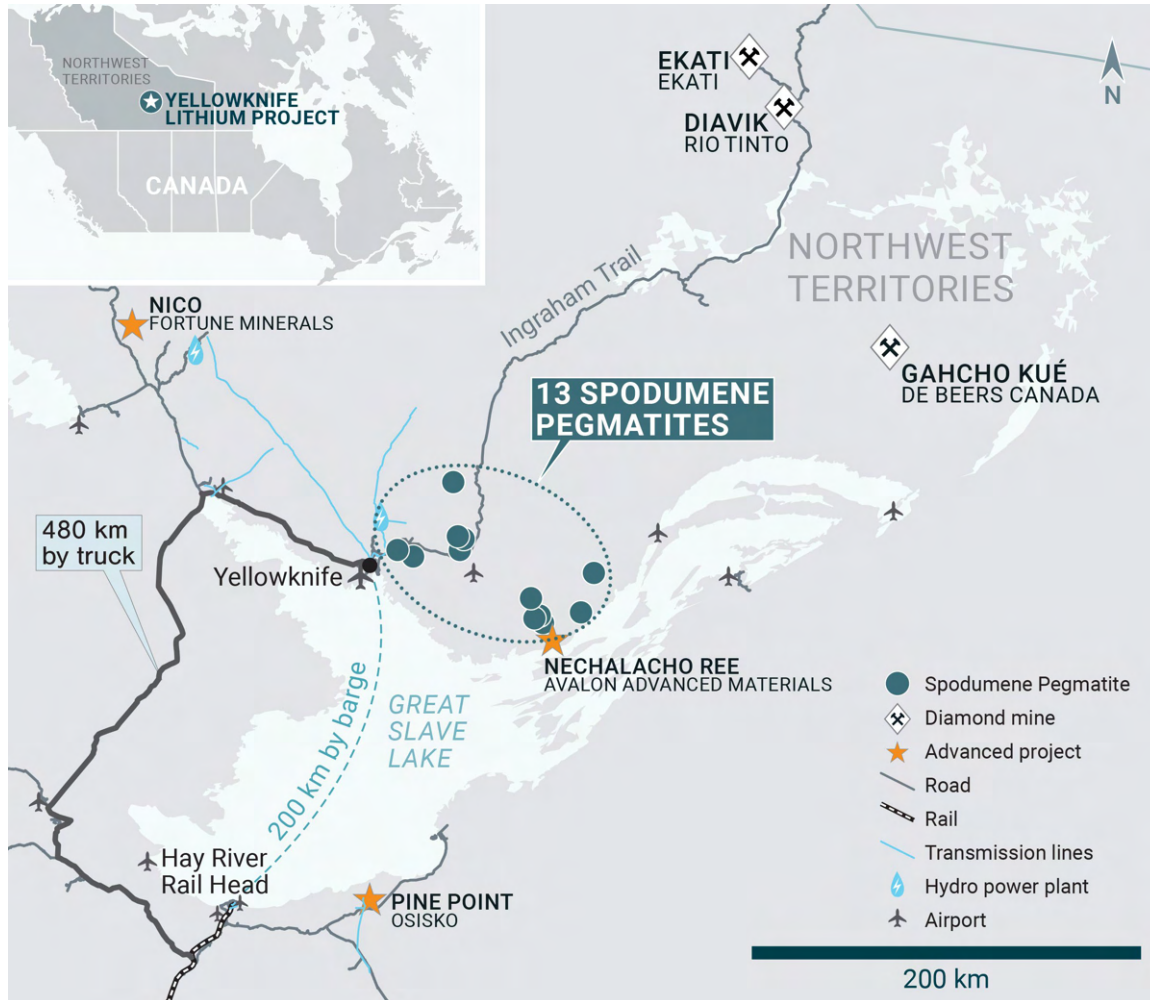 NORTHWEST
TERRITORIES
YELLOWKNIFE
LITHIUM PROJECT
CANADA
EKATI
EKATI
DIAVIK
RIO TINTO
N
NORTHWEST
TERRITORIES
Ingraham Trail
NICO
FORTUNE MINERALS
GAHCHO KUÉ
DE BEERS CANADA
13 SPODUMENE
PEGMATITES
480 km
by truck
Yellowknife
200 km by barge
GREAT
SLAVE
LAKE
NECHALACHO REE
AVALON ADVANCED MATERIALS
Hay River
Rail Head
PINE POINT
OSISKO
Spodumene Pegmatite
Diamond mine
Advanced project
Road
Rail
Transmission lines
Hydro power plant
Airport
200 km